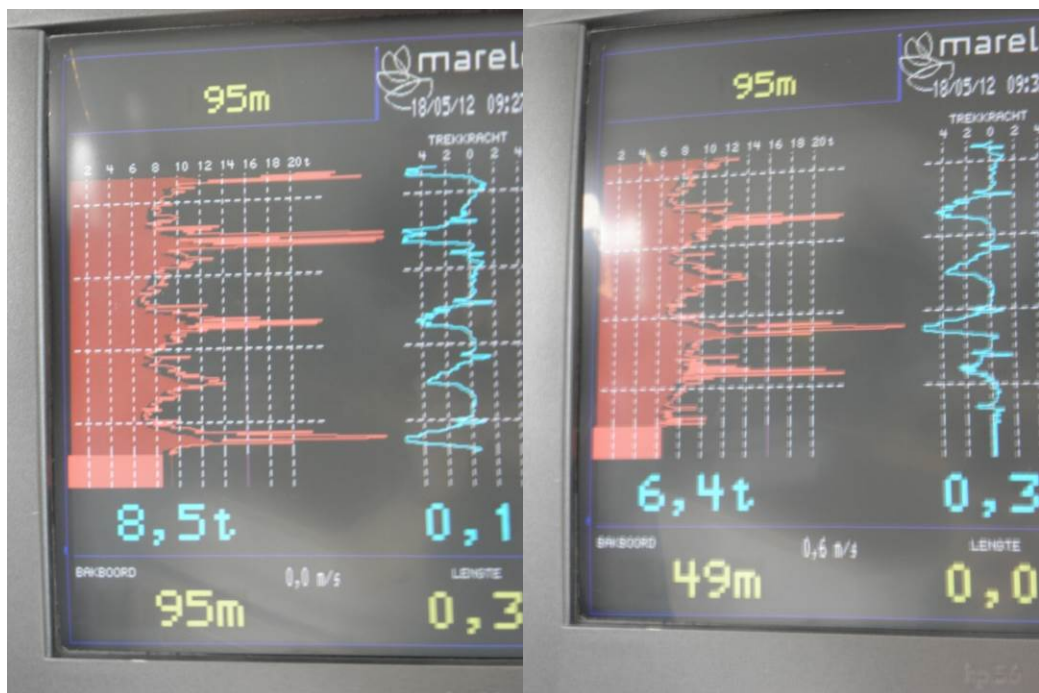 marel
95m
18/05/12 09:2
TREKKRACHT
2 4 6 8 10 12 14 16 18 20t
4 2 0 2 4
8,5t
0,1
BAKBOORD
0,0 m/s
LENGTE
95m
0,3
marel
95m
18/05/12 09:3
TREKKRACHT
2 4 6 8 10 12 14 16 18 20t
4 2 0 2 4
6,4t
0,3
BAKBOORD
0,6 m/s
LENGTE
49m
0,0